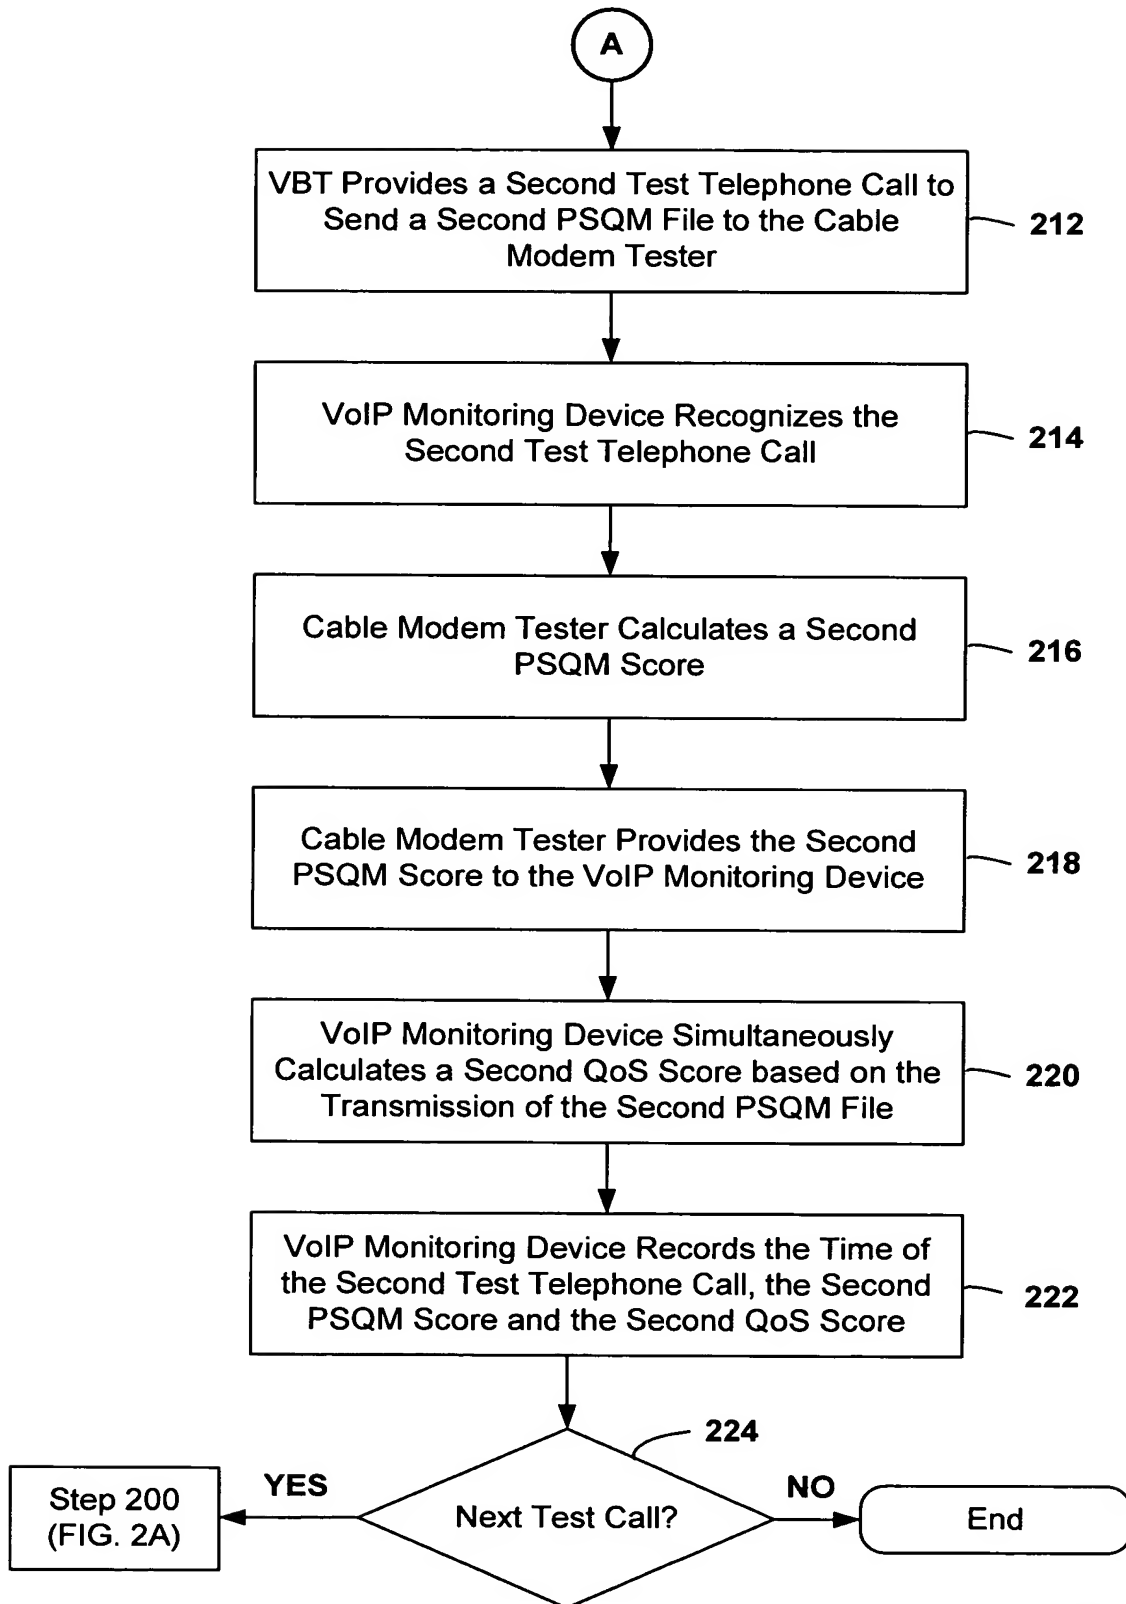 A
VBT Provides a Second Test Telephone Call to
Send a Second PSQM File to the Cable
Modem Tester
212
VoIP Monitoring Device Recognizes the
Second Test Telephone Call
214
Cable Modem Tester Calculates a Second
PSQM Score
216
Cable Modem Tester Provides the Second
PSQM Score to the VoIP Monitoring Device
218
VoIP Monitoring Device Simultaneously
Calculates a Second QoS Score based on the
Transmission of the Second PSQM File
220
VoIP Monitoring Device Records the Time of
the Second Test Telephone Call, the Second
PSQM Score and the Second QoS Score
222
224
Step 200
(FIG. 2A)
YES
Next Test Call?
NO
End